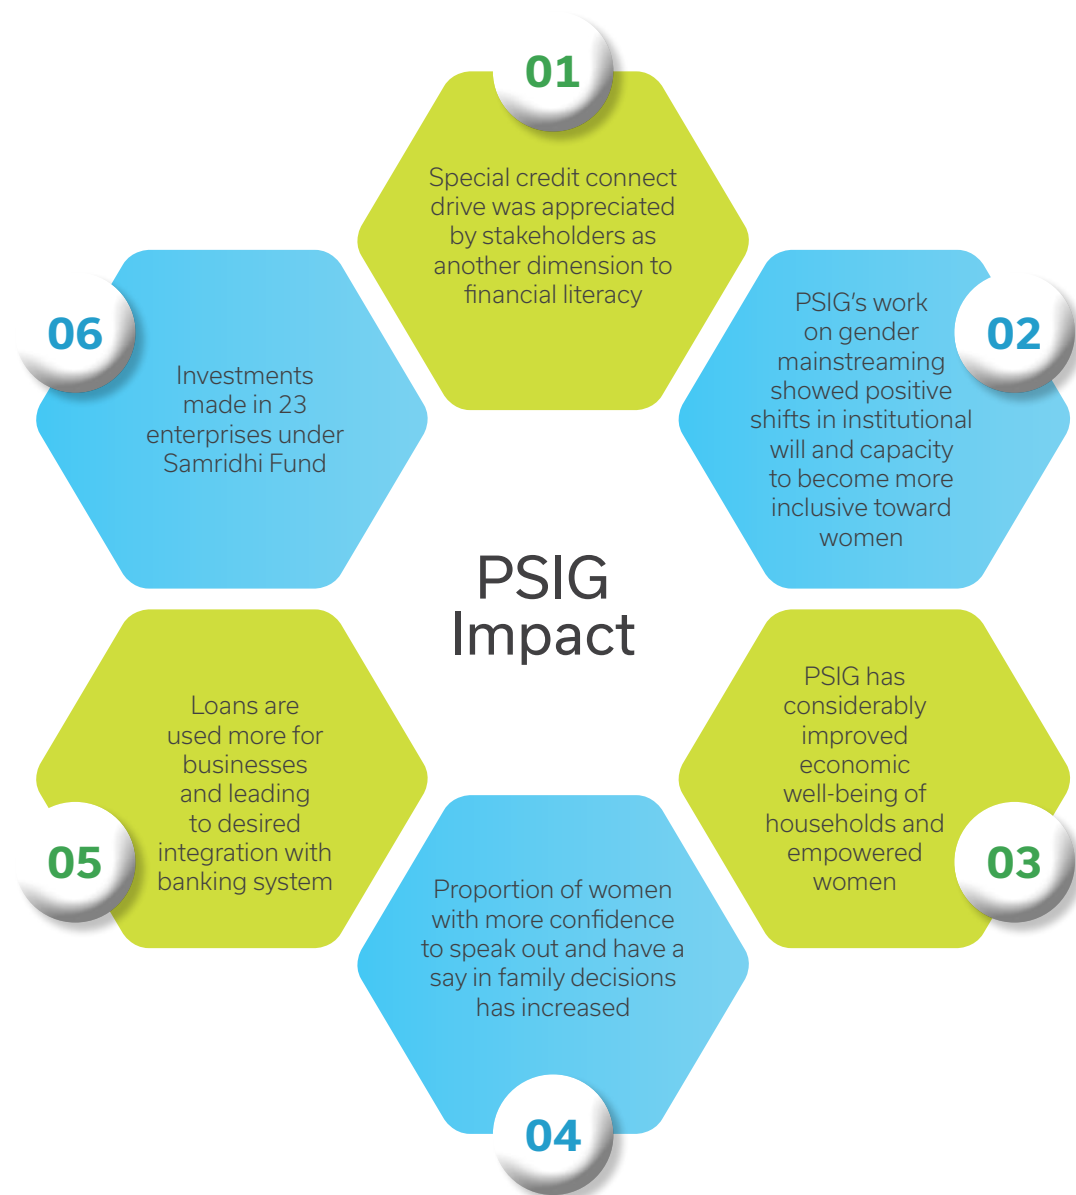 PSIG
Impact
01
Special credit connect
drive was appreciated
by stakeholders as
another dimension to
financial literacy
02
PSIG’s work
on gender
mainstreaming
showed positive
shifts in institutional
will and capacity
to become more
inclusive toward
women
03
PSIG has
considerably
improved
economic
well-being of
households and
empowered
women
04
Proportion of women
with more confidence
to speak out and have a
say in family decisions
has increased
05
Loans are
used more for
businesses
and leading
to desired
integration with
banking system
06
Investments
made in 23
enterprises under
Samridhi Fund